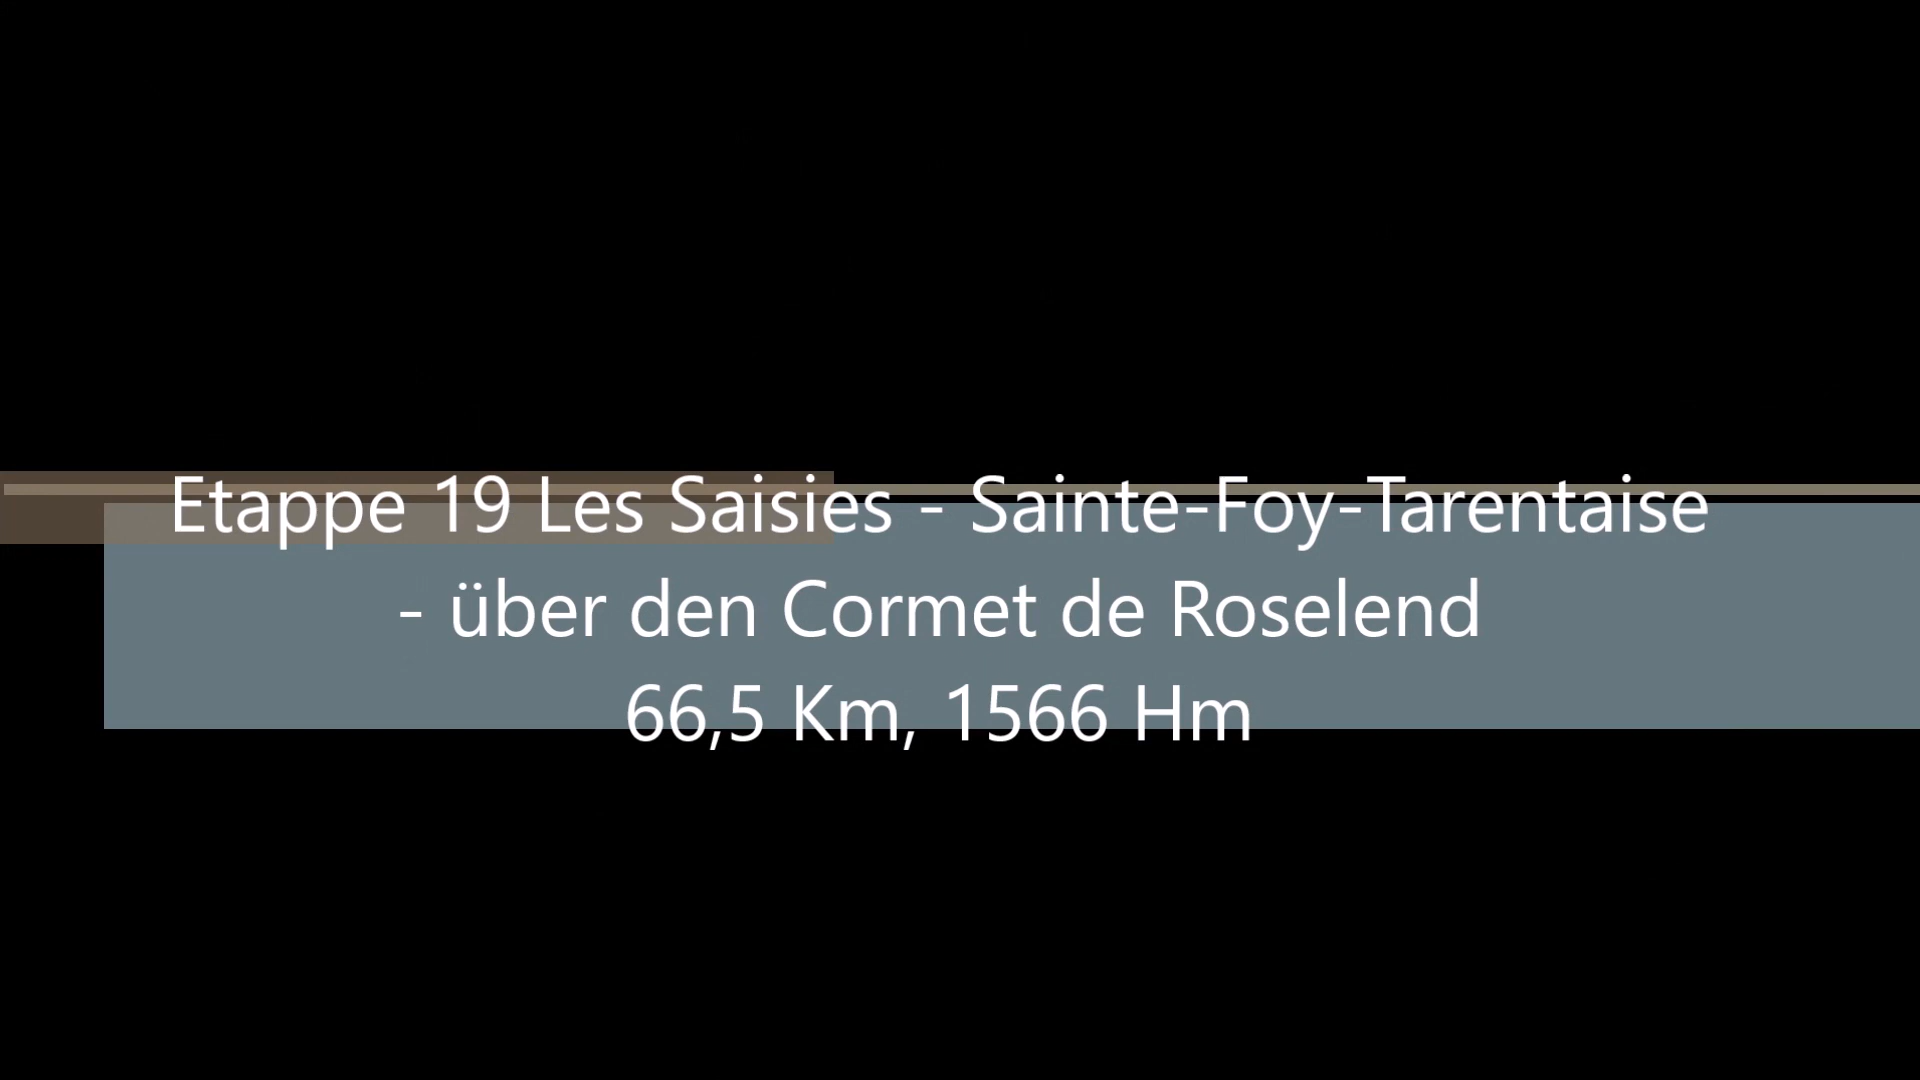 Etappe 19 Les Saisies - Sainte-Foy-Tarentaise
- über den Cormet de Roselend
66,5 Km, 1566 Hm